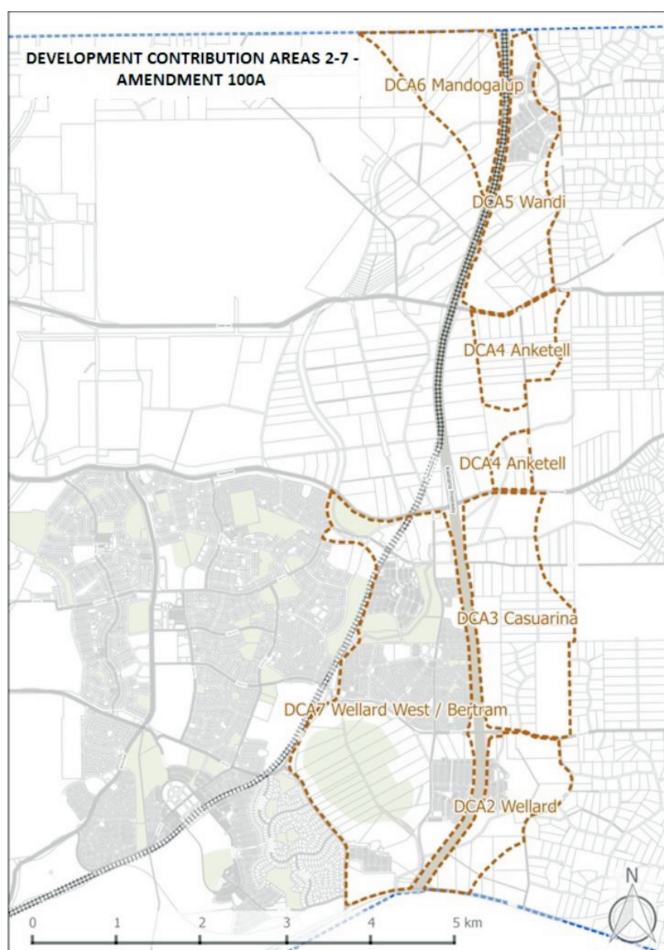 DEVELOPMENT CONTRIBUTION AREAS 2-7 -
AMENDMENT 100A
DCA6 Mandogalup
DCA5 Wandi
DCA4 Anketell
DCA4 Anketell
DCA3 Casuarina
DCA7 Wellard West / Bertram
DCA2 Wellard
N
0 1 2 3 4 5 km